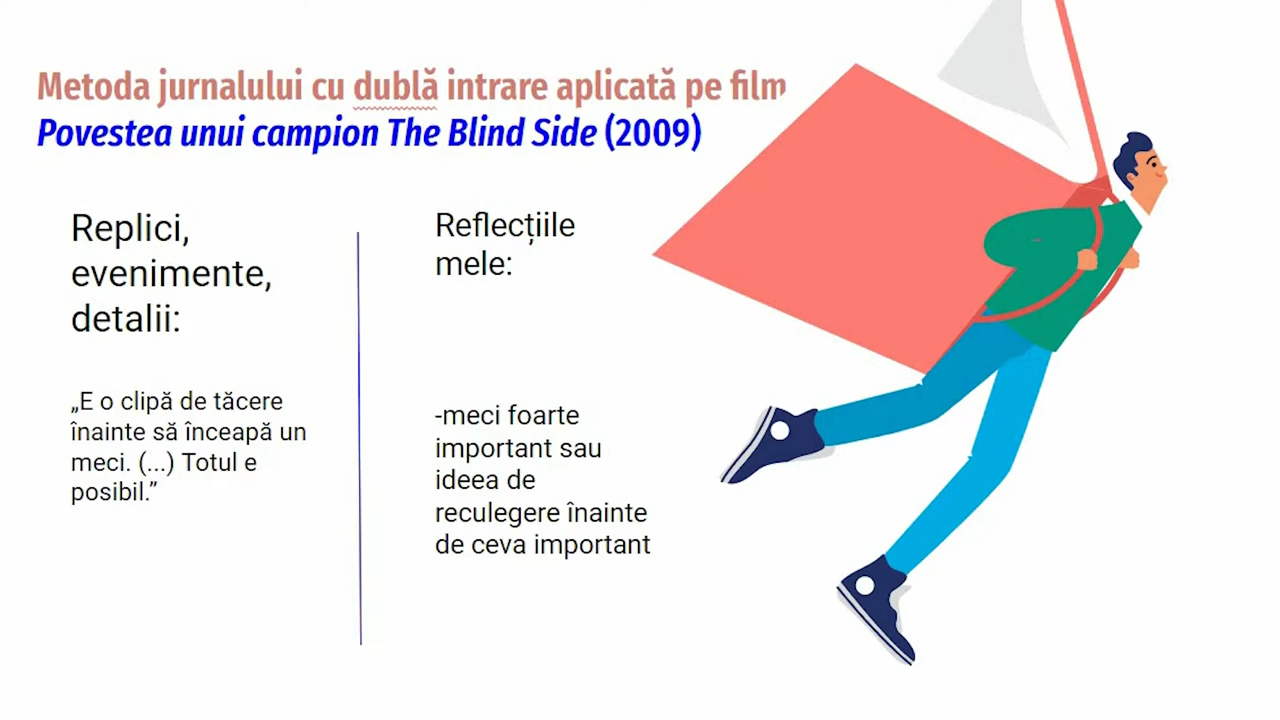 Metoda jurnalului cu dublă intrare aplicată pe film
Povestea unui campion The Blind Side (2009)
Replici,
evenimente,
detalii:
„E o clipă de tăcere
înainte să înceapă un
meci. (...) Totul e
posibil.”
Reflecțiile
mele:
-meci foarte
important sau
ideea de
reculegere înainte
de ceva important